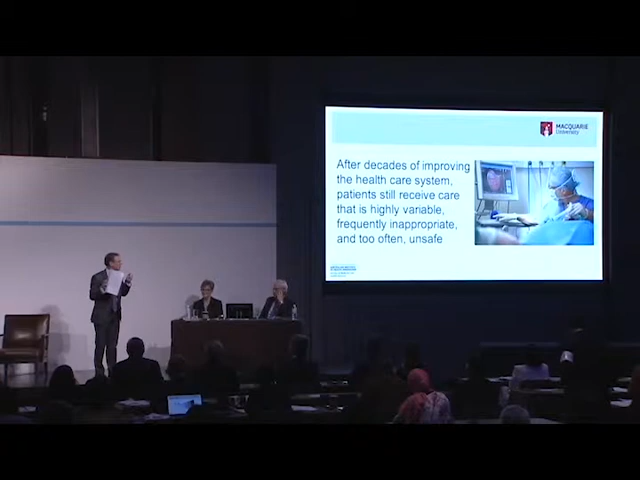 MACQUARIE
University
After decades of improving
the health care system,
patients still receive care
that is highly variable,
frequently inappropriate,
and too often, unsafe